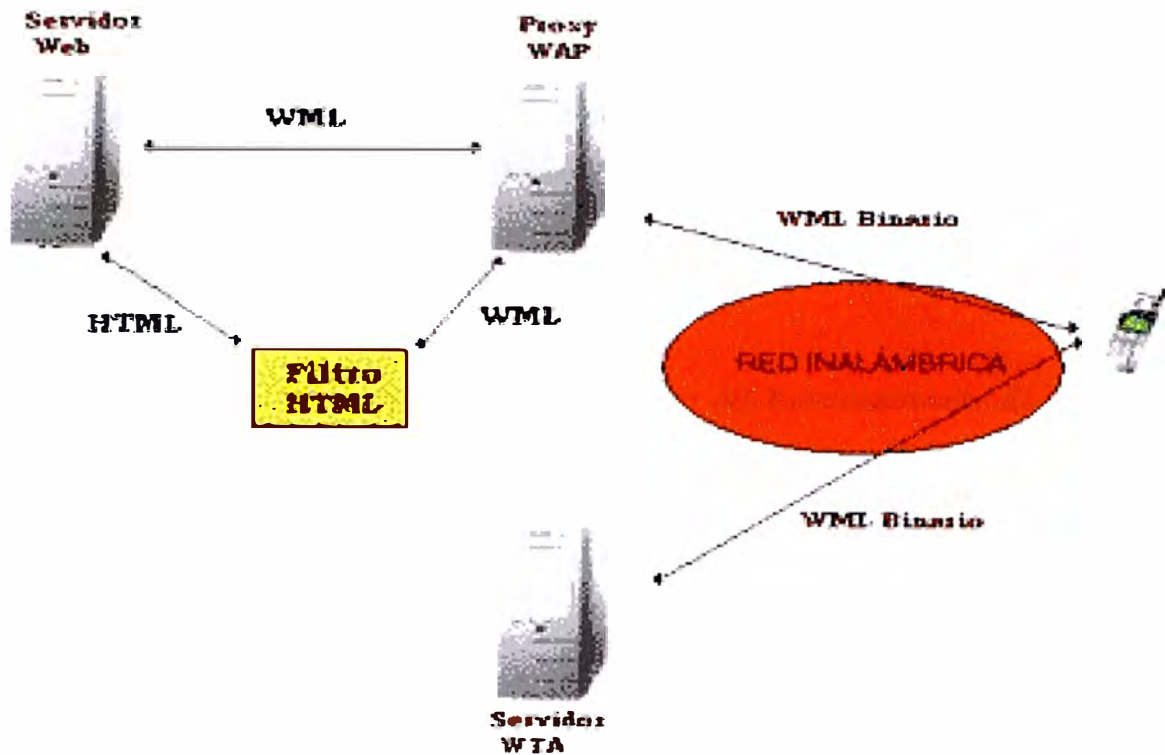 Servidor
Web
Proxy
WAP
WML
WML Binario
HTML
WML
Filtro
HTML
RED INALÁMBRICA
WML Binario
Servidor
WTA